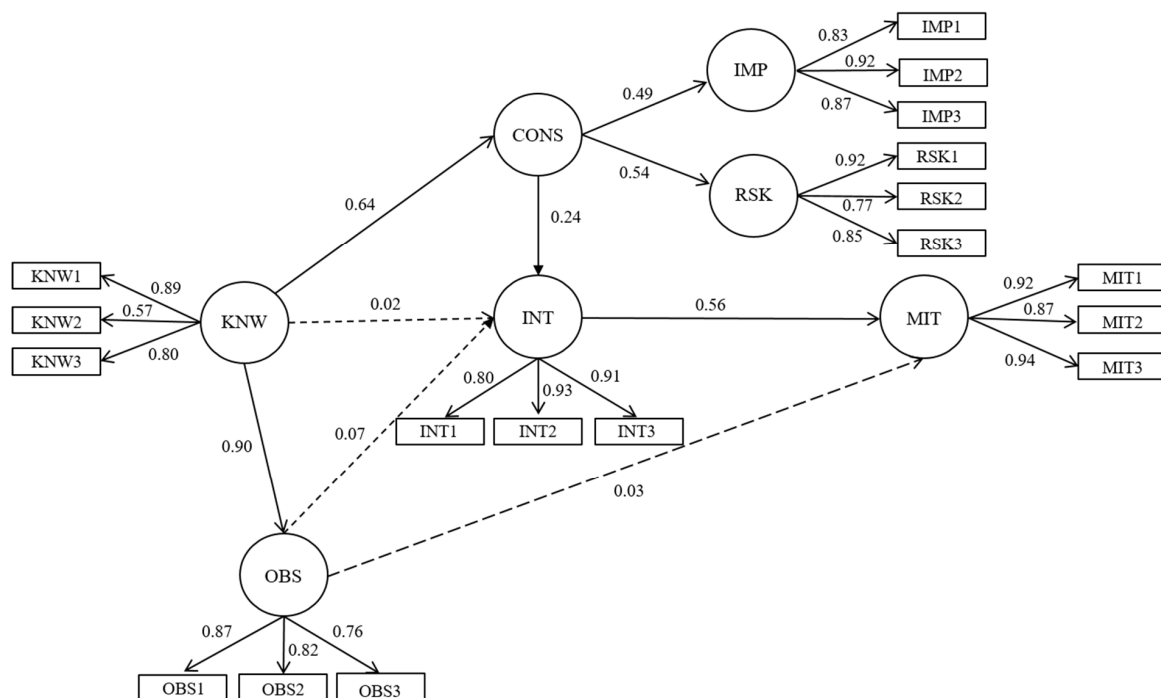 IMP1
0.83
IMP
0.92
IMP2
0.49
0.87
IMP3
CONS
0.92
RSK1
0.54
RSK
0.77
RSK2
0.64
0.24
0.85
RSK3
KNW1
0.89
0.92
MIT1
KNW2
0.57
KNW
0.02
INT
0.56
MIT
0.87
MIT2
KNW3
0.80
0.94
MIT3
0.80
0.93
0.91
INT1
INT2
INT3
0.90
0.07
0.03
OBS
0.87
0.82
0.76
OBS1
OBS2
OBS3